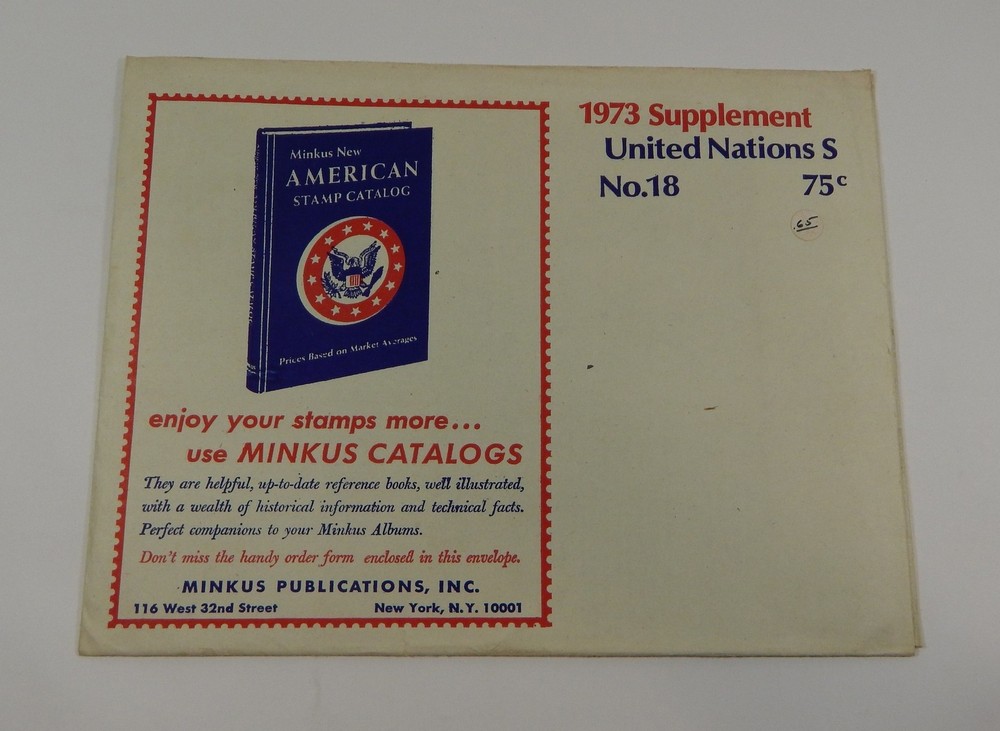 Minkus New
AMERICAN
STAMP CATALOG
Prices Based on Market Averages
enjoy your stamps more...
use MINKUS CATALOGS
They are helpful, up-to-date reference books, well illustrated,
with a wealth of historical information and technical facts.
Perfect companions to your Minkus Albums.
Don't miss the handy order form enclosed in this envelope.
MINKUS PUBLICATIONS, INC.
116 West 32nd Street New York, N.Y. 10001
1973 Supplement
United Nations S
No.18 75c
.65